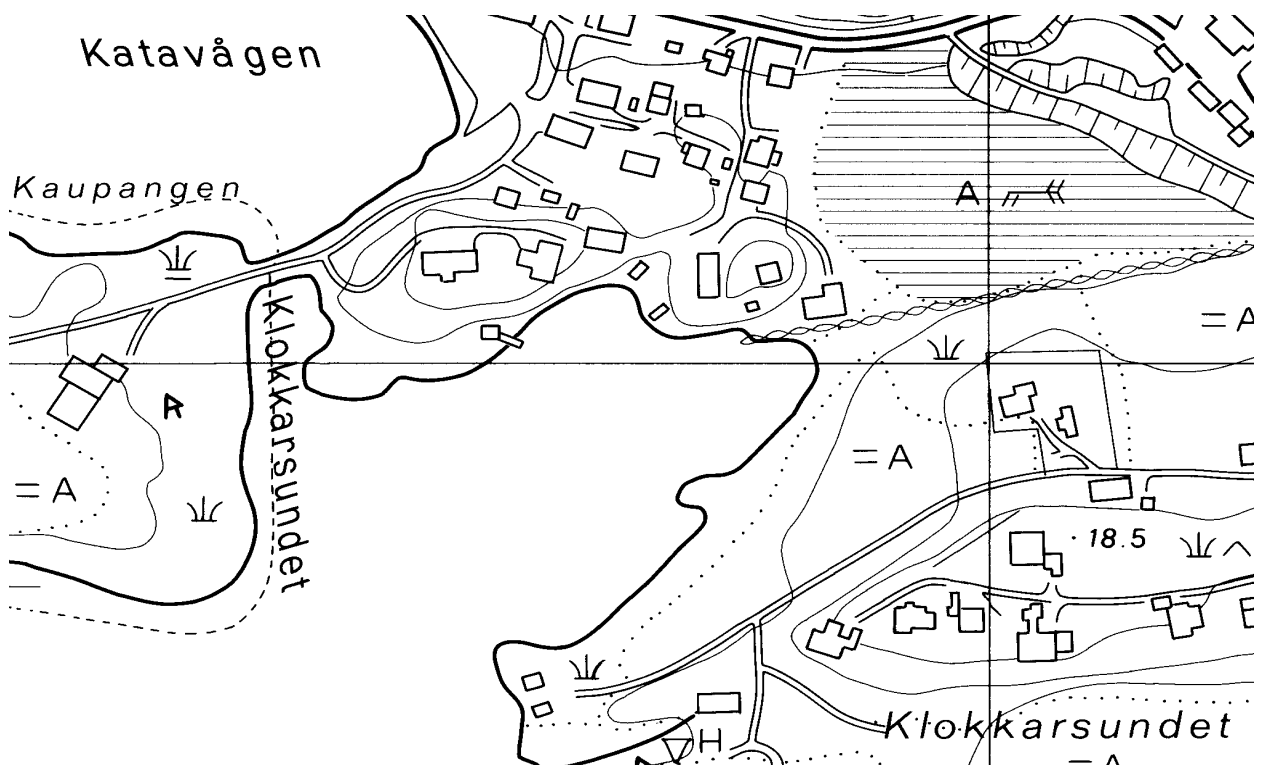 Katavågen
Kaupangen
A
= A
Klokkarsundet
R
= A
= A
18.5
Klokkarsundet
H
= A